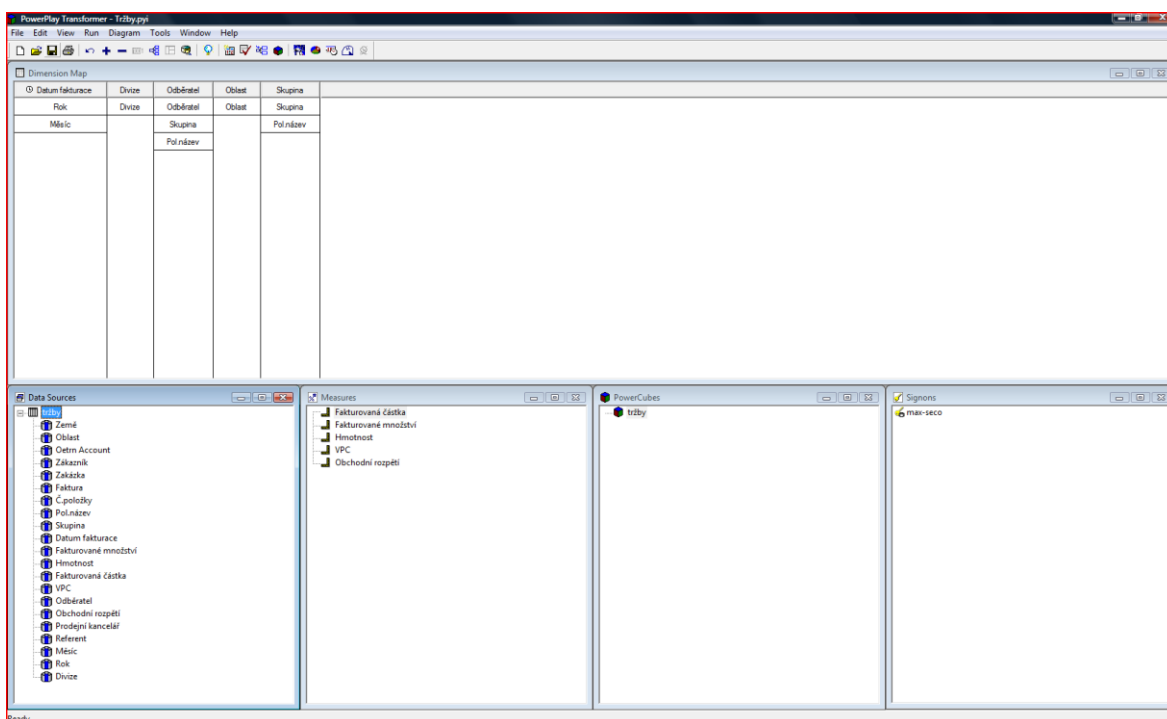 PowerPlay Transformer - Tržby.pyi
File Edit View Run Diagram Tools Window Help
Dimension Map
Datum fakturace Divize Odběratel Oblast Skupina
Rok Divize Odběratel Oblast Skupina
Měsíc Skupina Pol.název
Pol.název
Data Sources
tržby
Země
Oblast
Oetrn Account
Zákazník
Zakázka
Faktura
Č.položky
Pol.název
Skupina
Datum fakturace
Fakturované množství
Hmotnost
Fakturovaná částka
VPC
Odběratel
Obchodní rozpětí
Prodejní kancelář
Referent
Měsíc
Rok
Divize
Measures
Fakturovaná částka
Fakturované množství
Hmotnost
VPC
Obchodní rozpětí
PowerCubes
tržby
Signons
max-seco
Ready